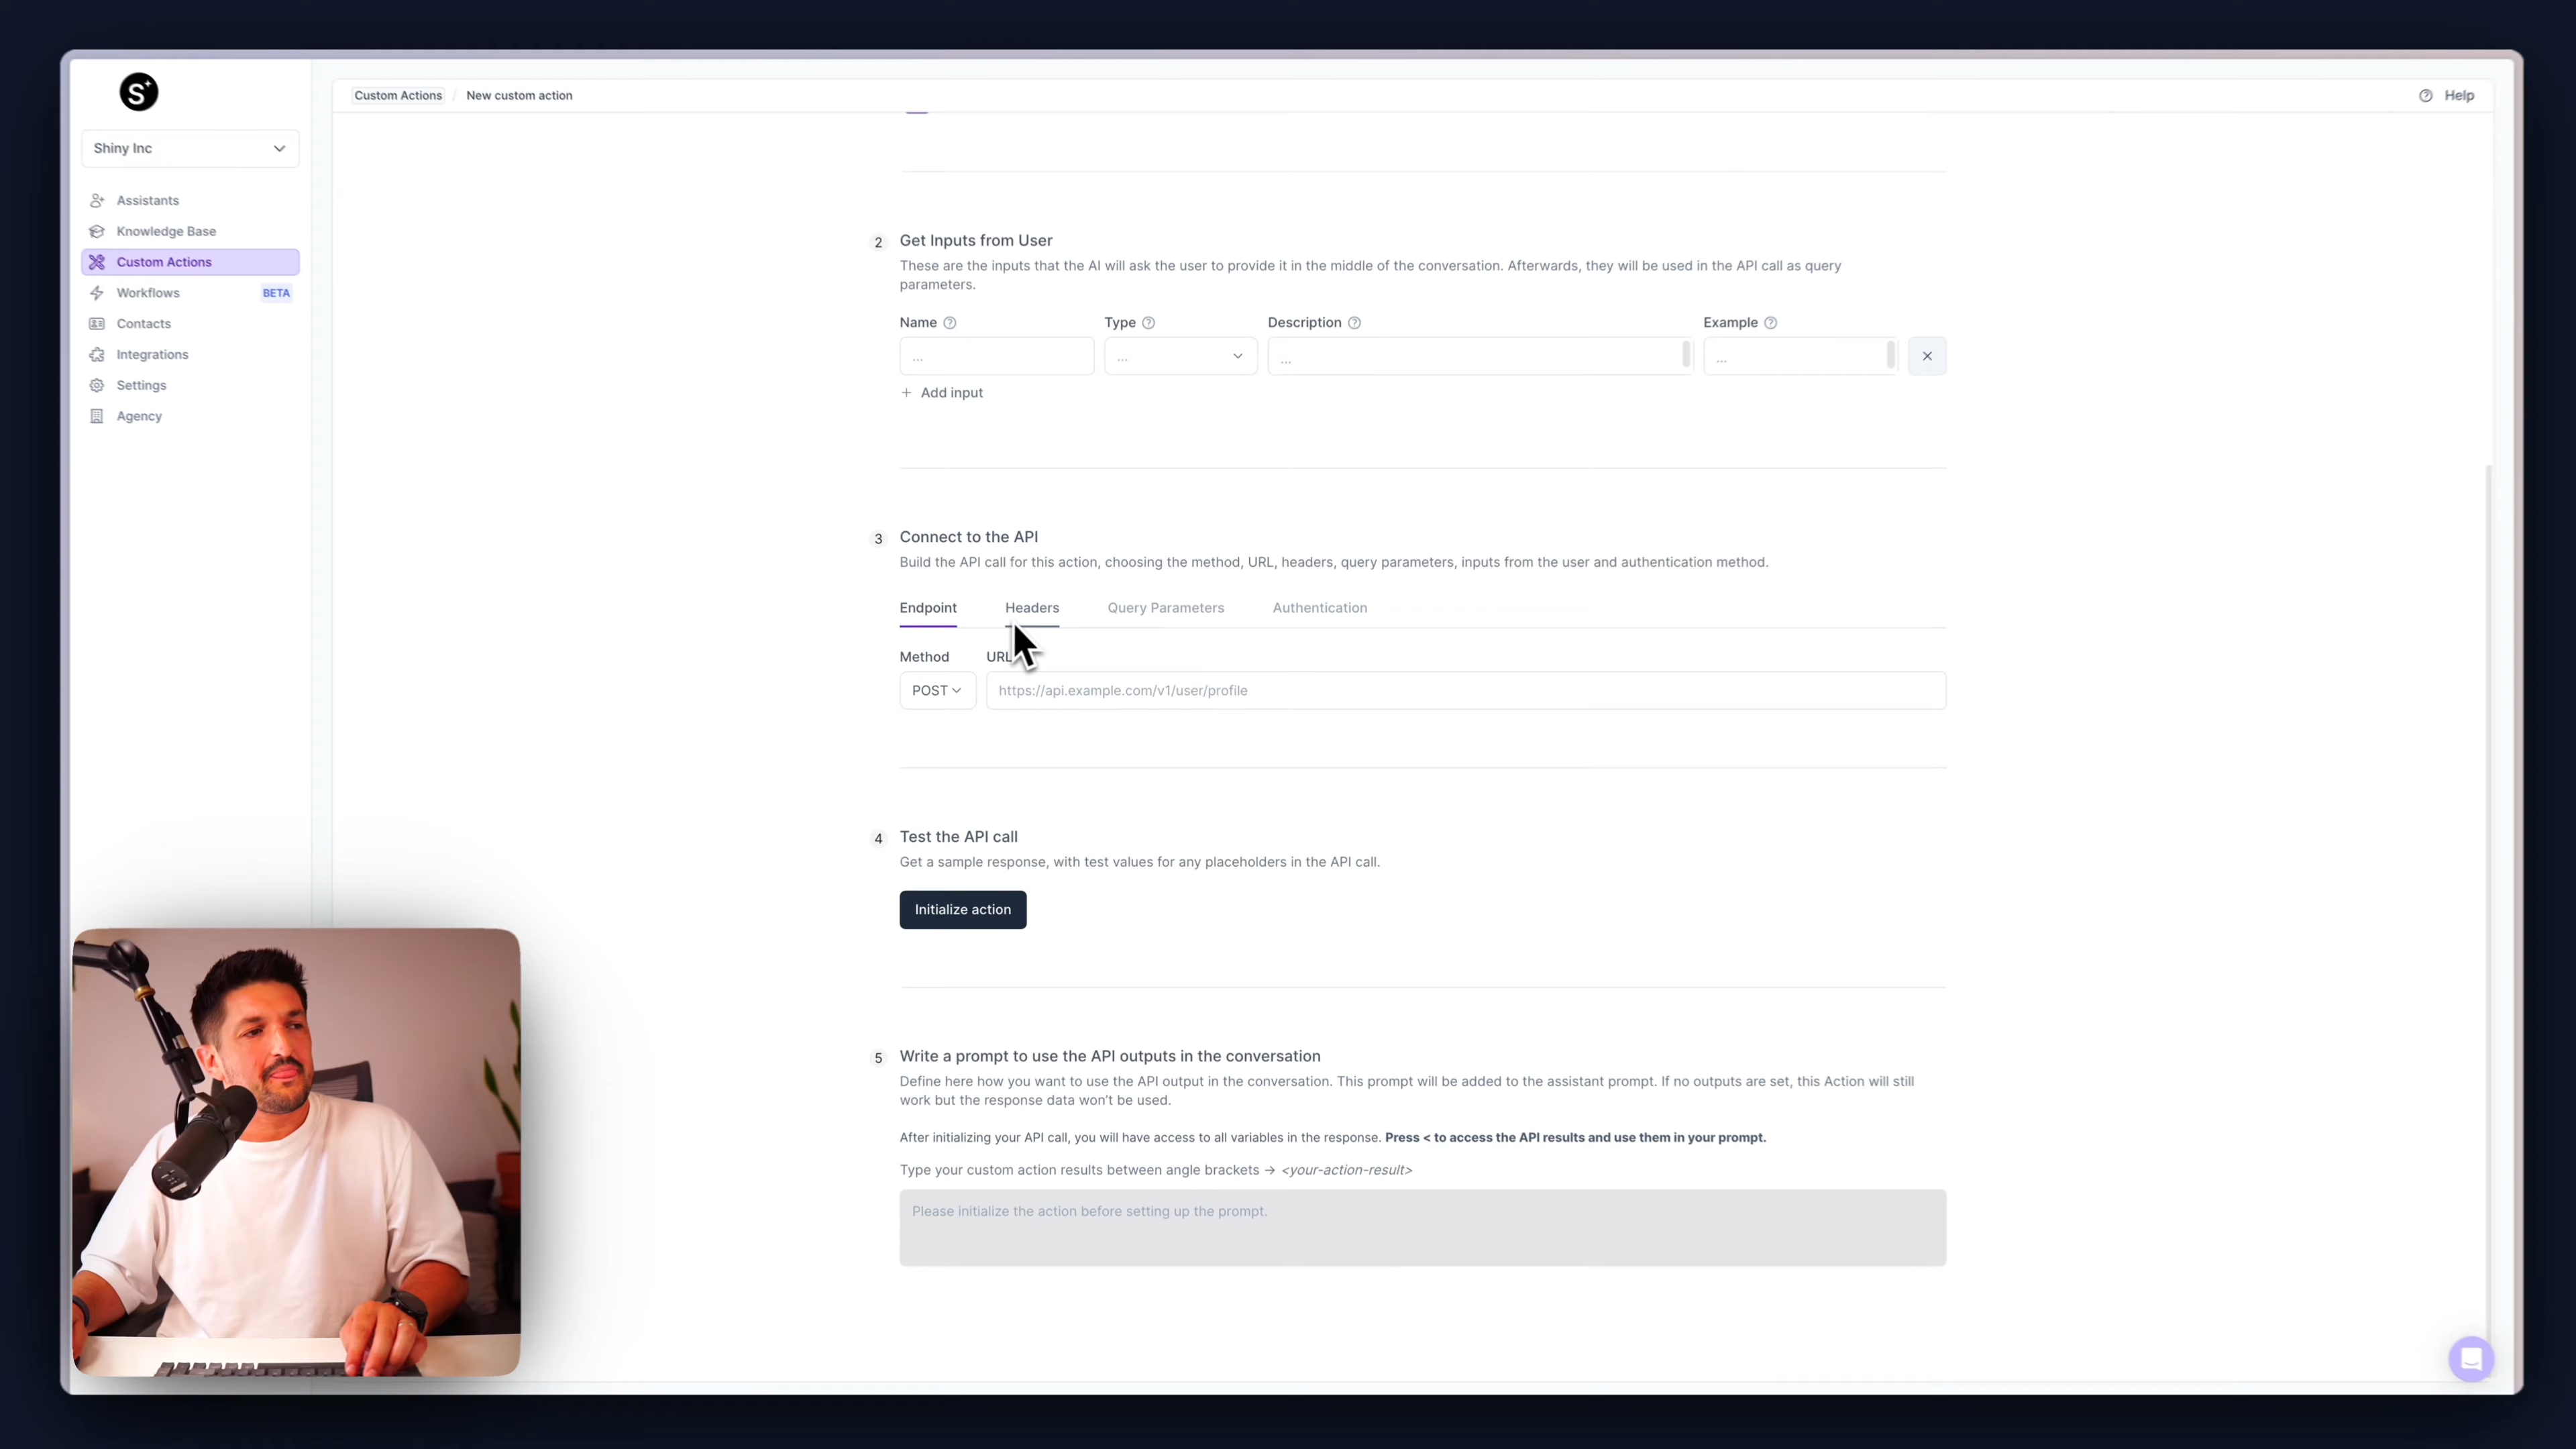 S
Custom Actions / New custom action
Help
Shiny Inc
Assistants
Knowledge Base
Custom Actions
Workflows BETA
Contacts
Integrations
Settings
Agency
2 Get Inputs from User
These are the inputs that the AI will ask the user to provide it in the middle of the conversation. Afterwards, they will be used in the API call as query
parameters.
Name Type Description Example
... ... ... ...
+ Add input
3 Connect to the API
Build the API call for this action, choosing the method, URL, headers, query parameters, inputs from the user and authentication method.
Endpoint Headers Query Parameters Authentication
Method URL
POST https://api.example.com/v1/user/profile
4 Test the API call
Get a sample response, with test values for any placeholders in the API call.
Initialize action
5 Write a prompt to use the API outputs in the conversation
Define here how you want to use the API output in the conversation. This prompt will be added to the assistant prompt. If no outputs are set, this Action will still
work but the response data won't be used.
After initializing your API call, you will have access to all variables in the response. Press < to access the API results and use them in your prompt.
Type your custom action results between angle brackets → <your-action-result>
Please initialize the action before setting up the prompt.